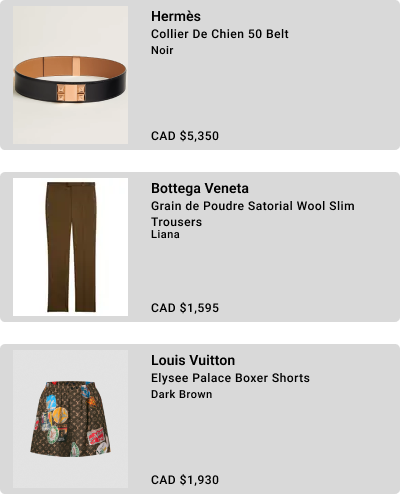 Hermès
Collier De Chien 50 Belt
Noir
CAD $5,350
Bottega Veneta
Grain de Poudre Satorial Wool Slim
Trousers
Liana
CAD $1,595
Louis Vuitton
Elysee Palace Boxer Shorts
Dark Brown
CAD $1,930